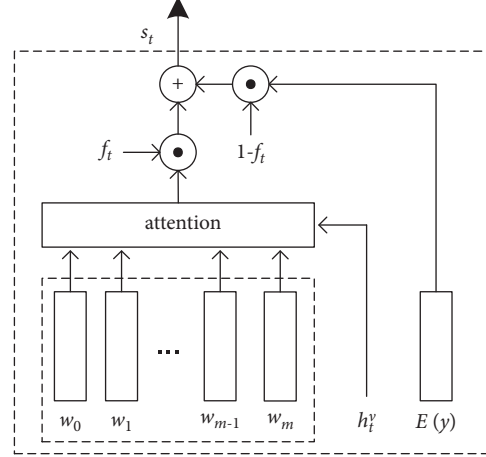 s_t
+
f_t
1-f_t
attention
...
w_0 w_1 w_{m-1} w_m h_t^v E (y)